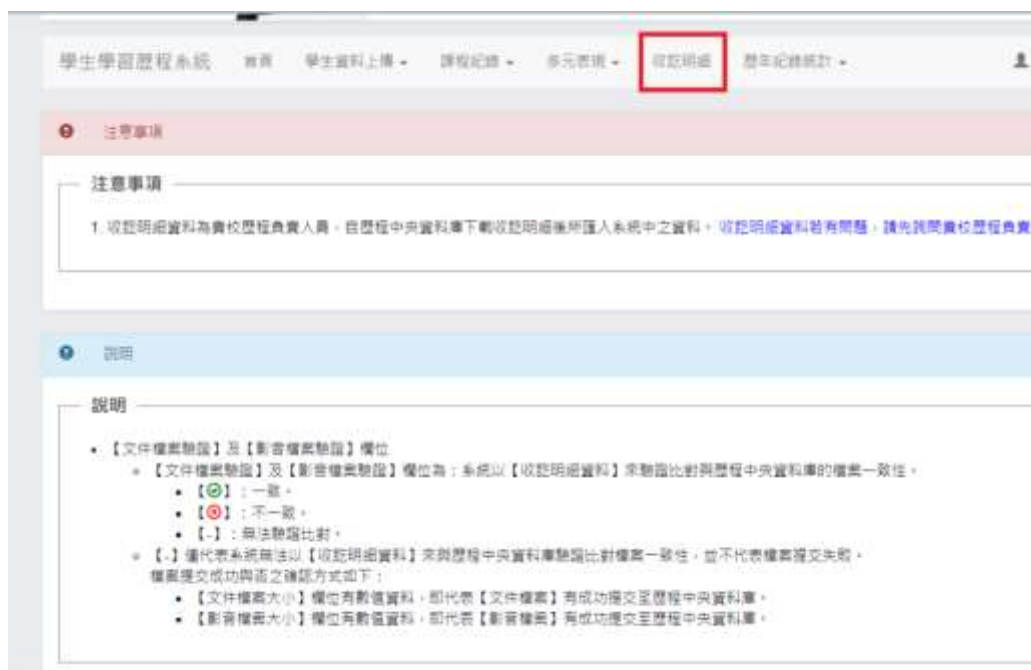 學生學習歷程系統 首頁 學生資料上傳 課程紀錄 多元表現 收訖明細 歷年紀錄統計
注意事項
注意事項
1. 收訖明細資料為貴校歷程負責人員，自歷程中央資料庫下載收訖明細後所匯入系統中之資料。 收訖明細資料若有問題，請先詢問貴校歷程負責
說明
說明
• 【文件檔案驗證】及【影音檔案驗證】欄位
【文件檔案驗證】及【影音檔案驗證】欄位為：系統以【收訖明細資料】來驗證比對與歷程中央資料庫的檔案一致性。
• 【✓】：一致。
• 【×】：不一致。
• 【-】：無法驗證比對。
【-】僅代表系統無法以【收訖明細資料】來與歷程中央資料庫驗證比對檔案一致性，並不代表檔案提交失敗。
檔案提交成功與否之確認方式如下：
• 【文件檔案大小】欄位有數值資料，即代表【文件檔案】有成功提交至歷程中央資料庫。
• 【影音檔案大小】欄位有數值資料，即代表【影音檔案】有成功提交至歷程中央資料庫。